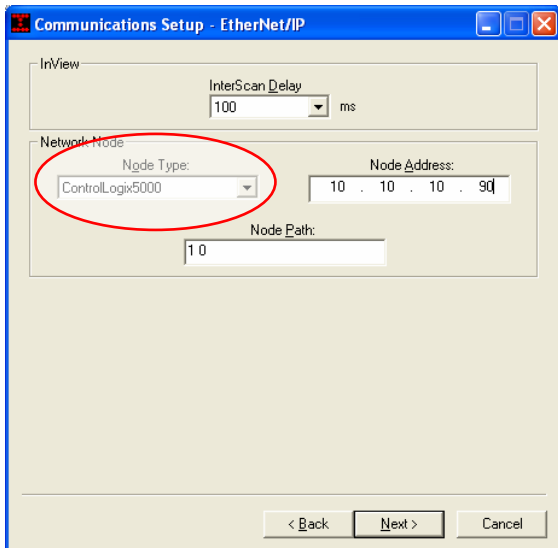 Communications Setup - EtherNet/IP
InView
InterScan Delay
100 ms
Network Node
Node Type: Node Address:
ControlLogix5000 10 . 10 . 10 . 90
Node Path:
1 0
< Back Next > Cancel